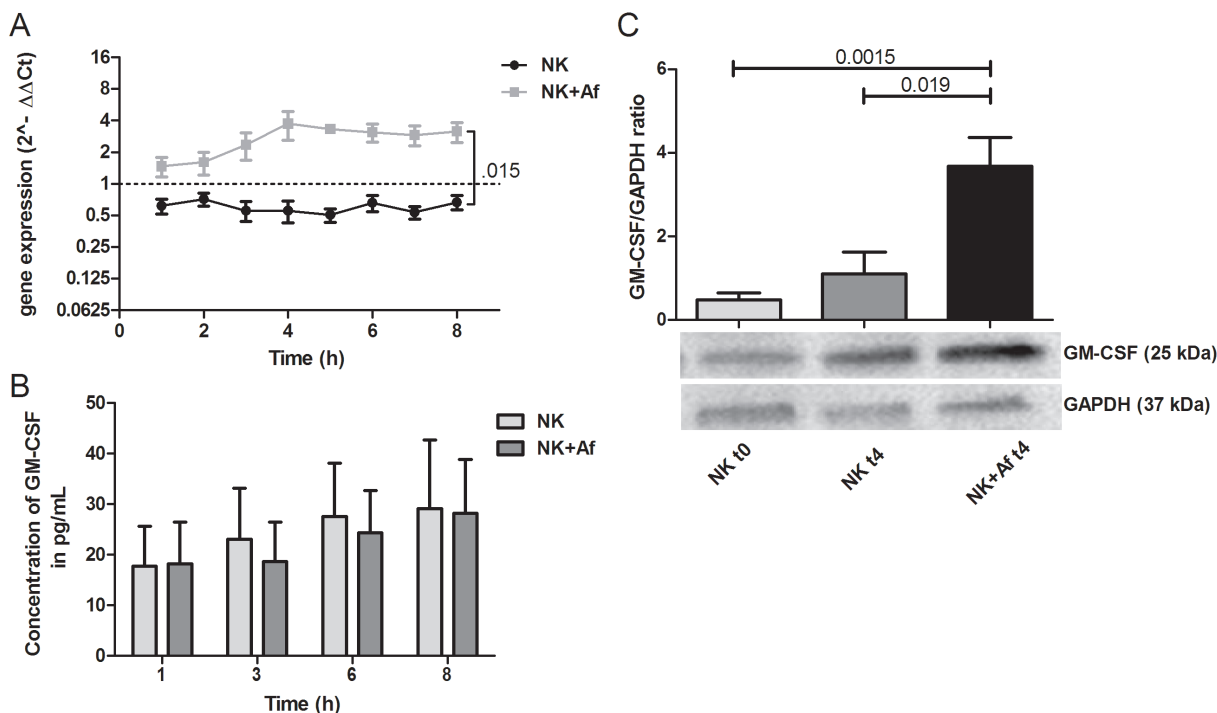 A
gene expression (2^- ΔΔCt)
16
8
4
2
1
0.5
0.25
0.125
0.0625
0 2 4 6 8
Time (h)
NK
NK+Af
.015
B
Concentration of GM-CSF
in pg/mL
50
40
30
20
10
0
1 3 6 8
Time (h)
NK
NK+Af
C
GM-CSF/GAPDH ratio
6
4
2
0
0.0015
0.019
GM-CSF (25 kDa)
GAPDH (37 kDa)
NK t0
NK t4
NK+Af t4